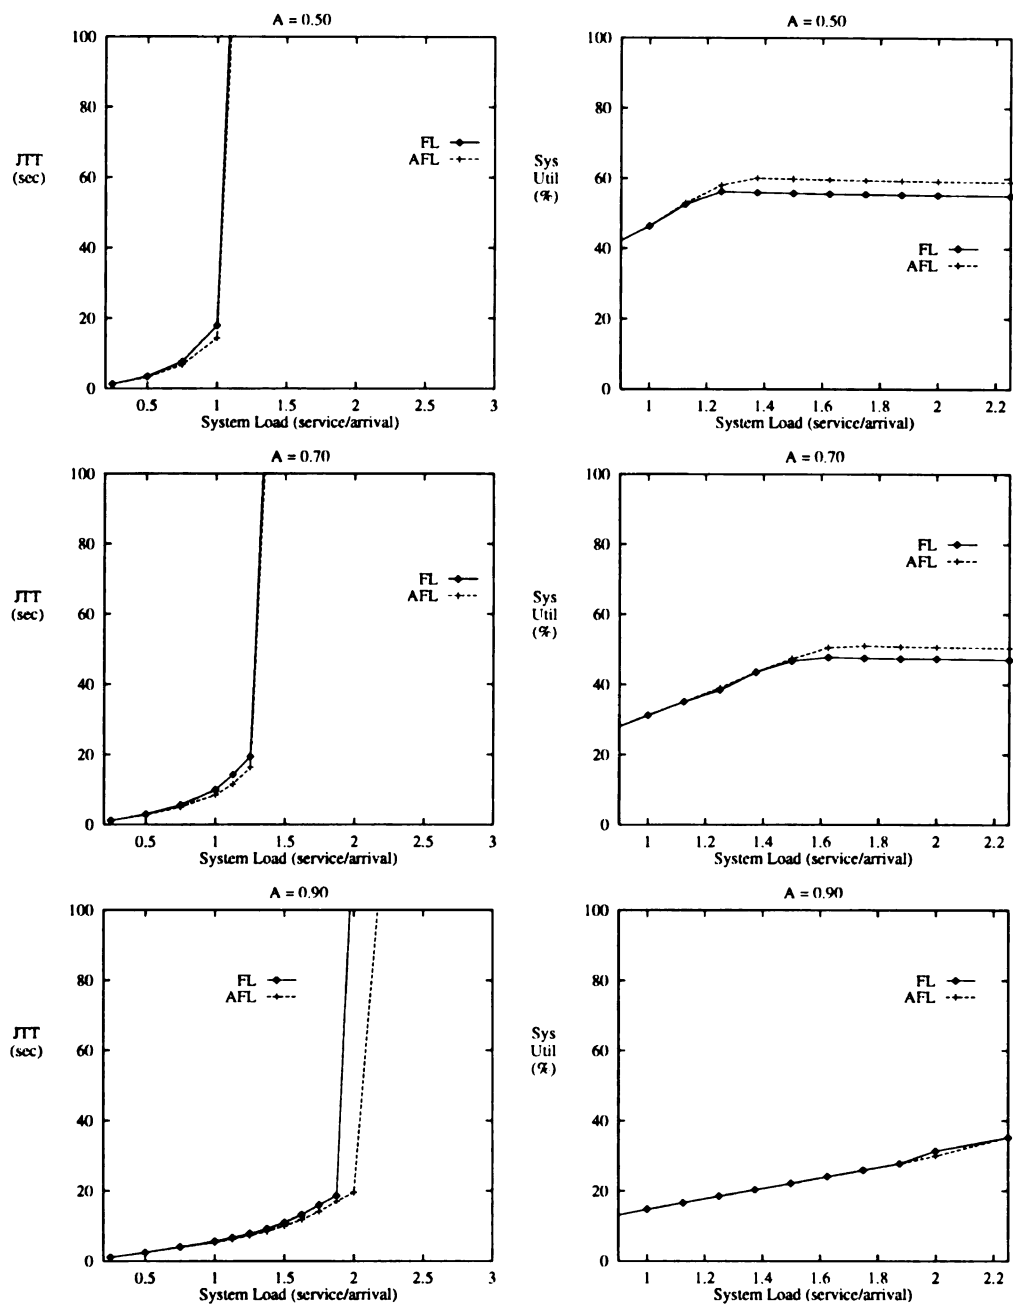 A = 0.50
100
80
60
40
20
0
JTT
(sec)
FL
AFL
0.5 1 1.5 2 2.5 3
System Load (service/arrival)
A = 0.50
100
80
60
40
20
0
Sys
Util
(%)
FL
AFL
1 1.2 1.4 1.6 1.8 2 2.2
System Load (service/arrival)
A = 0.70
100
80
60
40
20
0
JTT
(sec)
FL
AFL
0.5 1 1.5 2 2.5 3
System Load (service/arrival)
A = 0.70
100
80
60
40
20
0
Sys
Util
(%)
FL
AFL
1 1.2 1.4 1.6 1.8 2 2.2
System Load (service/arrival)
A = 0.90
100
80
60
40
20
0
JTT
(sec)
FL
AFL
0.5 1 1.5 2 2.5 3
System Load (service/arrival)
A = 0.90
100
80
60
40
20
0
Sys
Util
(%)
FL
AFL
1 1.2 1.4 1.6 1.8 2 2.2
System Load (service/arrival)